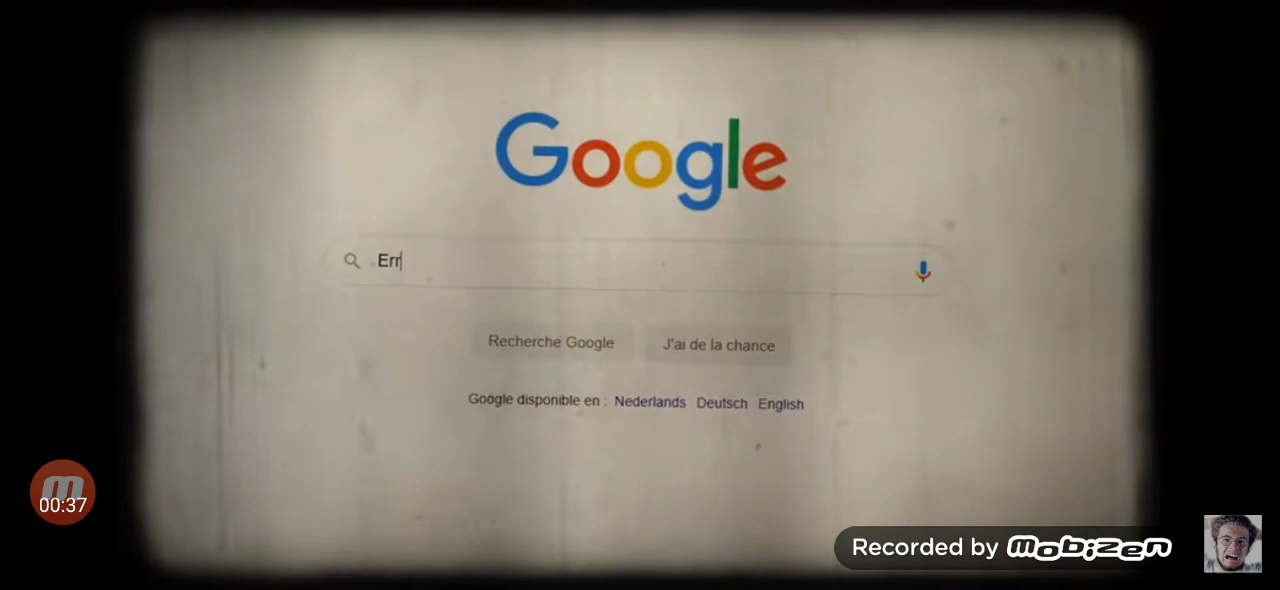 Google
Err
Recherche Google J'ai de la chance
Google disponible en : Nederlands Deutsch English
00:37
Recorded by mobizen